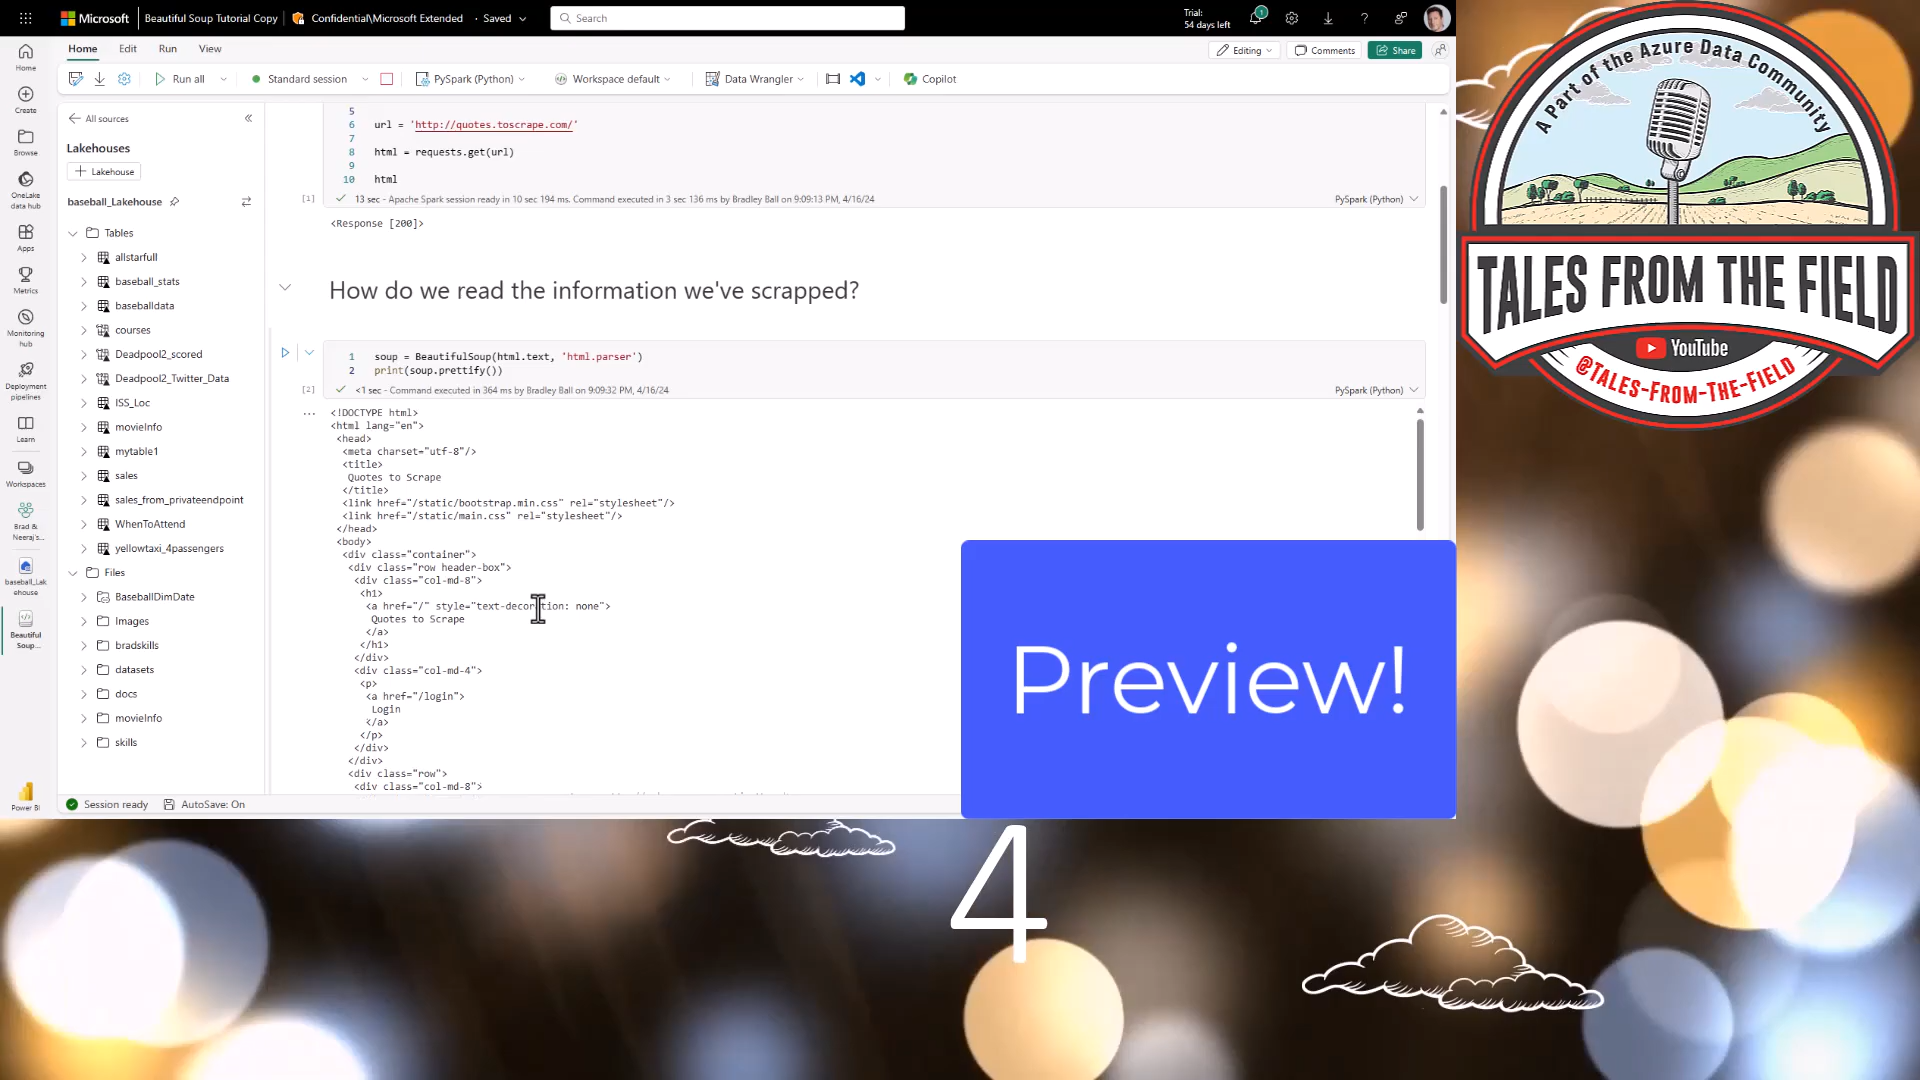 Microsoft
Beautiful Soup Tutorial Copy
Confidential\Microsoft Extended
Saved
Search
Trial:
54 days left
1
?
Home
Edit
Run
View
Editing
Comments
Share
Run all
Standard session
PySpark (Python)
Workspace default
Data Wrangler
Copilot
Home
Create
Browse
OneLake
data hub
Apps
Metrics
Monitoring
hub
Deployment
pipelines
Learn
Workspaces
Brad &
Neeraj's...
baseball_Lak
ehouse
Beautiful
Soup...
Power BI
All sources
Lakehouses
+ Lakehouse
baseball_Lakehouse
Tables
allstarfull
baseball_stats
baseballdata
courses
Deadpool2_scored
Deadpool2_Twitter_Data
ISS_Loc
movieInfo
mytable1
sales
sales_from_privateendpoint
WhenToAttend
yellowtaxi_4passengers
Files
BaseballDimDate
Images
bradskills
datasets
docs
movieInfo
skills
Session ready
AutoSave: On
5
6 url = 'http://quotes.toscrape.com/'
7
8 html = requests.get(url)
9
10 html
[1]
13 sec - Apache Spark session ready in 10 sec 194 ms. Command executed in 3 sec 136 ms by Bradley Ball on 9:09:13 PM, 4/16/24
PySpark (Python)
<Response [200]>
How do we read the information we've scrapped?
1 soup = BeautifulSoup(html.text, 'html.parser')
2 print(soup.prettify())
[2]
<1 sec - Command executed in 364 ms by Bradley Ball on 9:09:32 PM, 4/16/24
PySpark (Python)
...
<!DOCTYPE html>
<html lang="en">
<head>
<meta charset="utf-8"/>
<title>
Quotes to Scrape
</title>
<link href="/static/bootstrap.min.css" rel="stylesheet"/>
<link href="/static/main.css" rel="stylesheet"/>
</head>
<body>
<div class="container">
<div class="row header-box">
<div class="col-md-8">
<h1>
<a href="/" style="text-decoration: none">
Quotes to Scrape
</a>
</h1>
</div>
<div class="col-md-4">
<p>
<a href="/login">
Login
</a>
</p>
</div>
</div>
<div class="row">
<div class="col-md-8">
Preview!
4
A Part of the Azure Data Community
TALES FROM THE FIELD
YouTube
@TALES-FROM-THE-FIELD